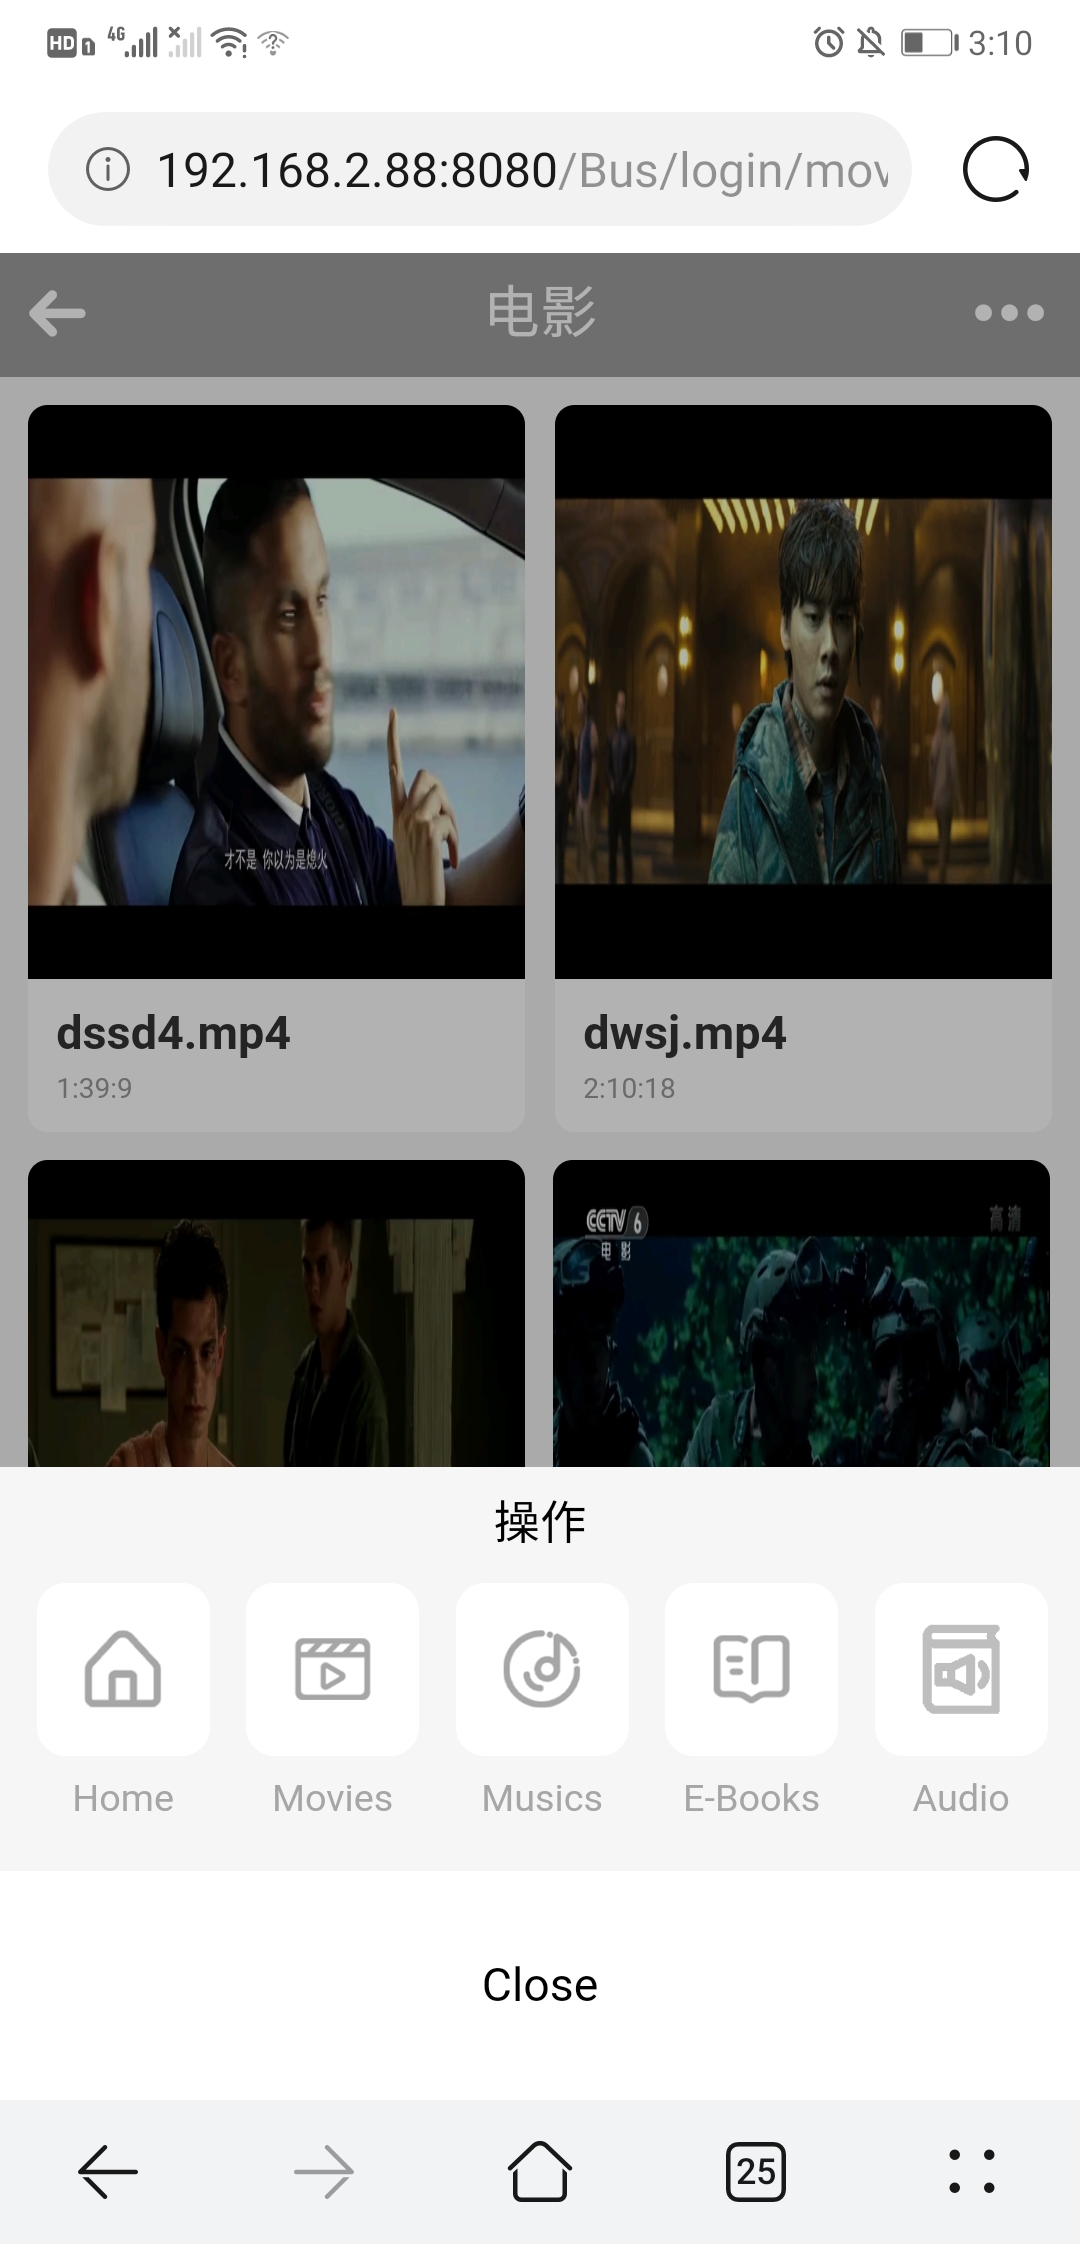 HD 1 4G 3:10
192.168.2.88:8080/Bus/login/mov
电影
才不是 你以为是熄火
dssd4.mp4
1:39:9
dwsj.mp4
2:10:18
CCTV 6 高清
电影
操作
Home Movies Musics E-Books Audio
Close
25